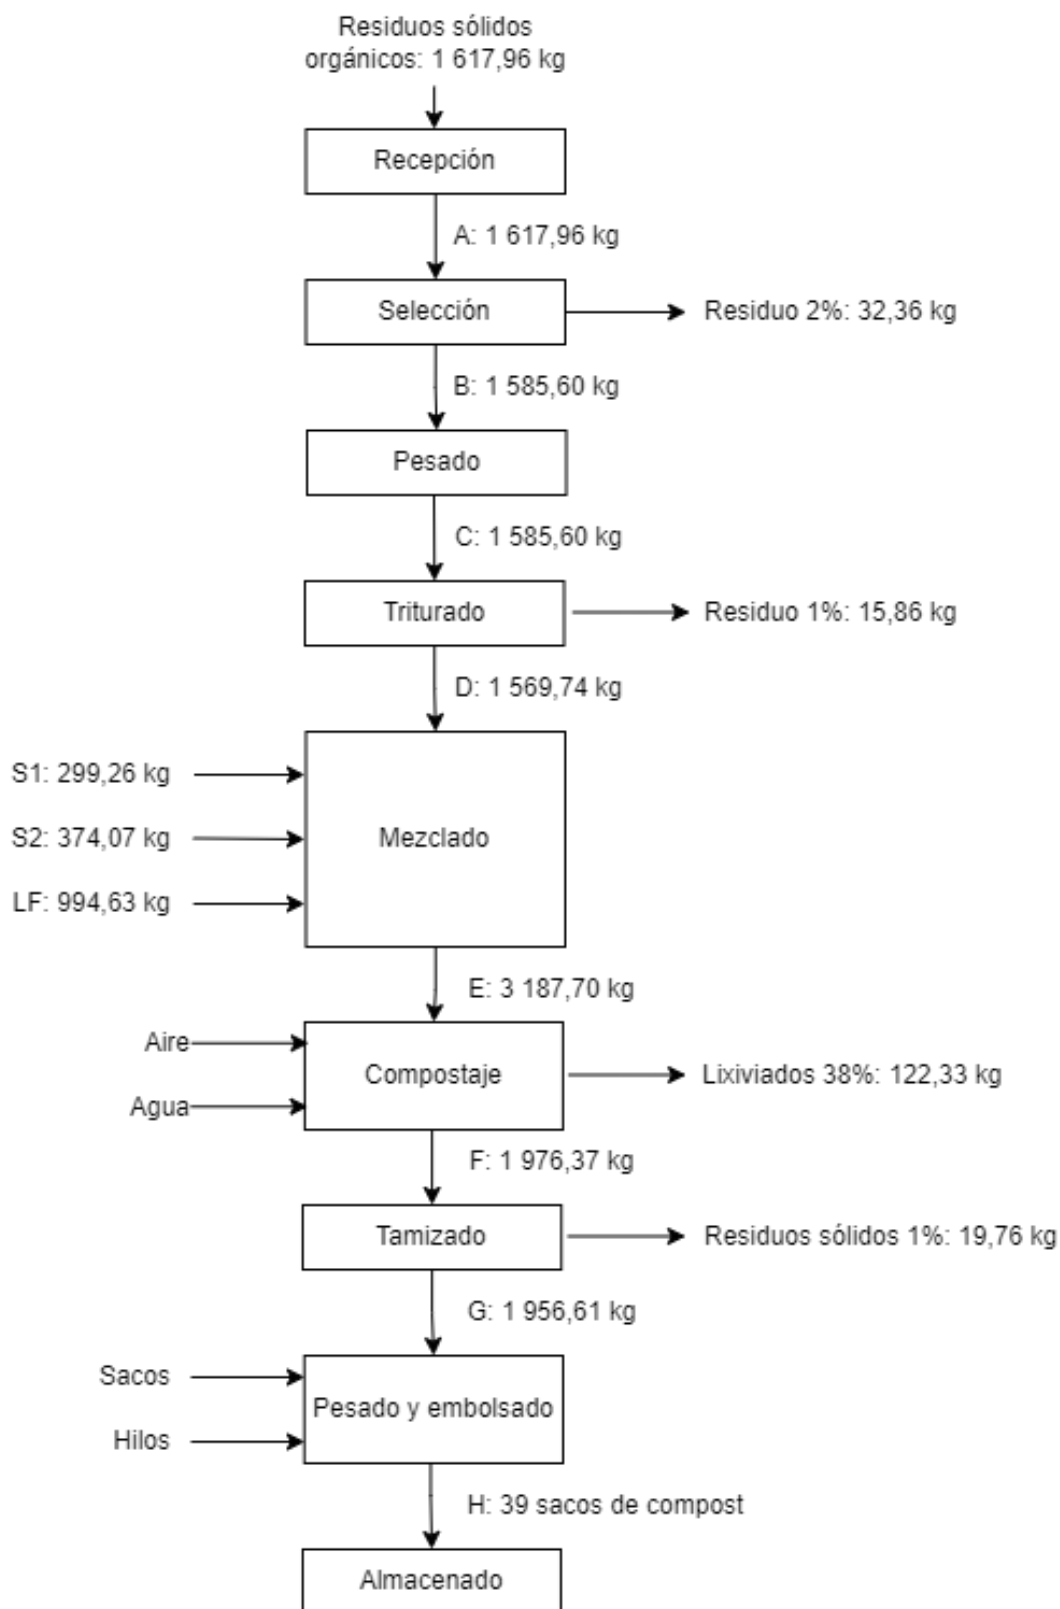 Residuos sólidos
orgánicos: 1 617,96 kg
Recepción
A: 1 617,96 kg
Selección
Residuo 2%: 32,36 kg
B: 1 585,60 kg
Pesado
C: 1 585,60 kg
Triturado
Residuo 1%: 15,86 kg
D: 1 569,74 kg
S1: 299,26 kg
S2: 374,07 kg
Mezclado
LF: 994,63 kg
E: 3 187,70 kg
Aire
Compostaje
Lixiviados 38%: 122,33 kg
Agua
F: 1 976,37 kg
Tamizado
Residuos sólidos 1%: 19,76 kg
G: 1 956,61 kg
Sacos
Pesado y embolsado
Hilos
H: 39 sacos de compost
Almacenado